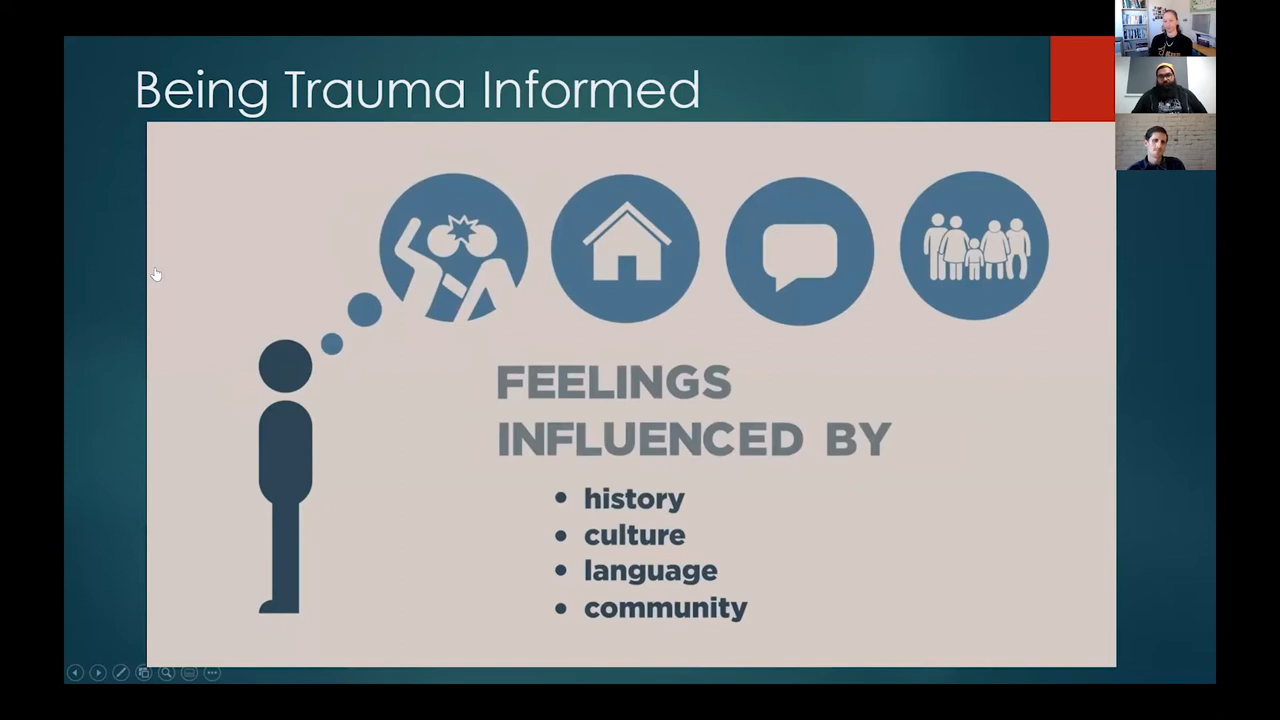 Being Trauma Informed
FEELINGS
INFLUENCED BY
• history
• culture
• language
• community